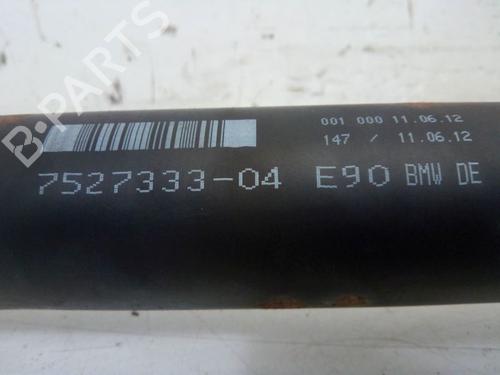 B-PARTS
001 000 11.06.12
147 / 11.06.12
7527333-04 E90 BMW DE